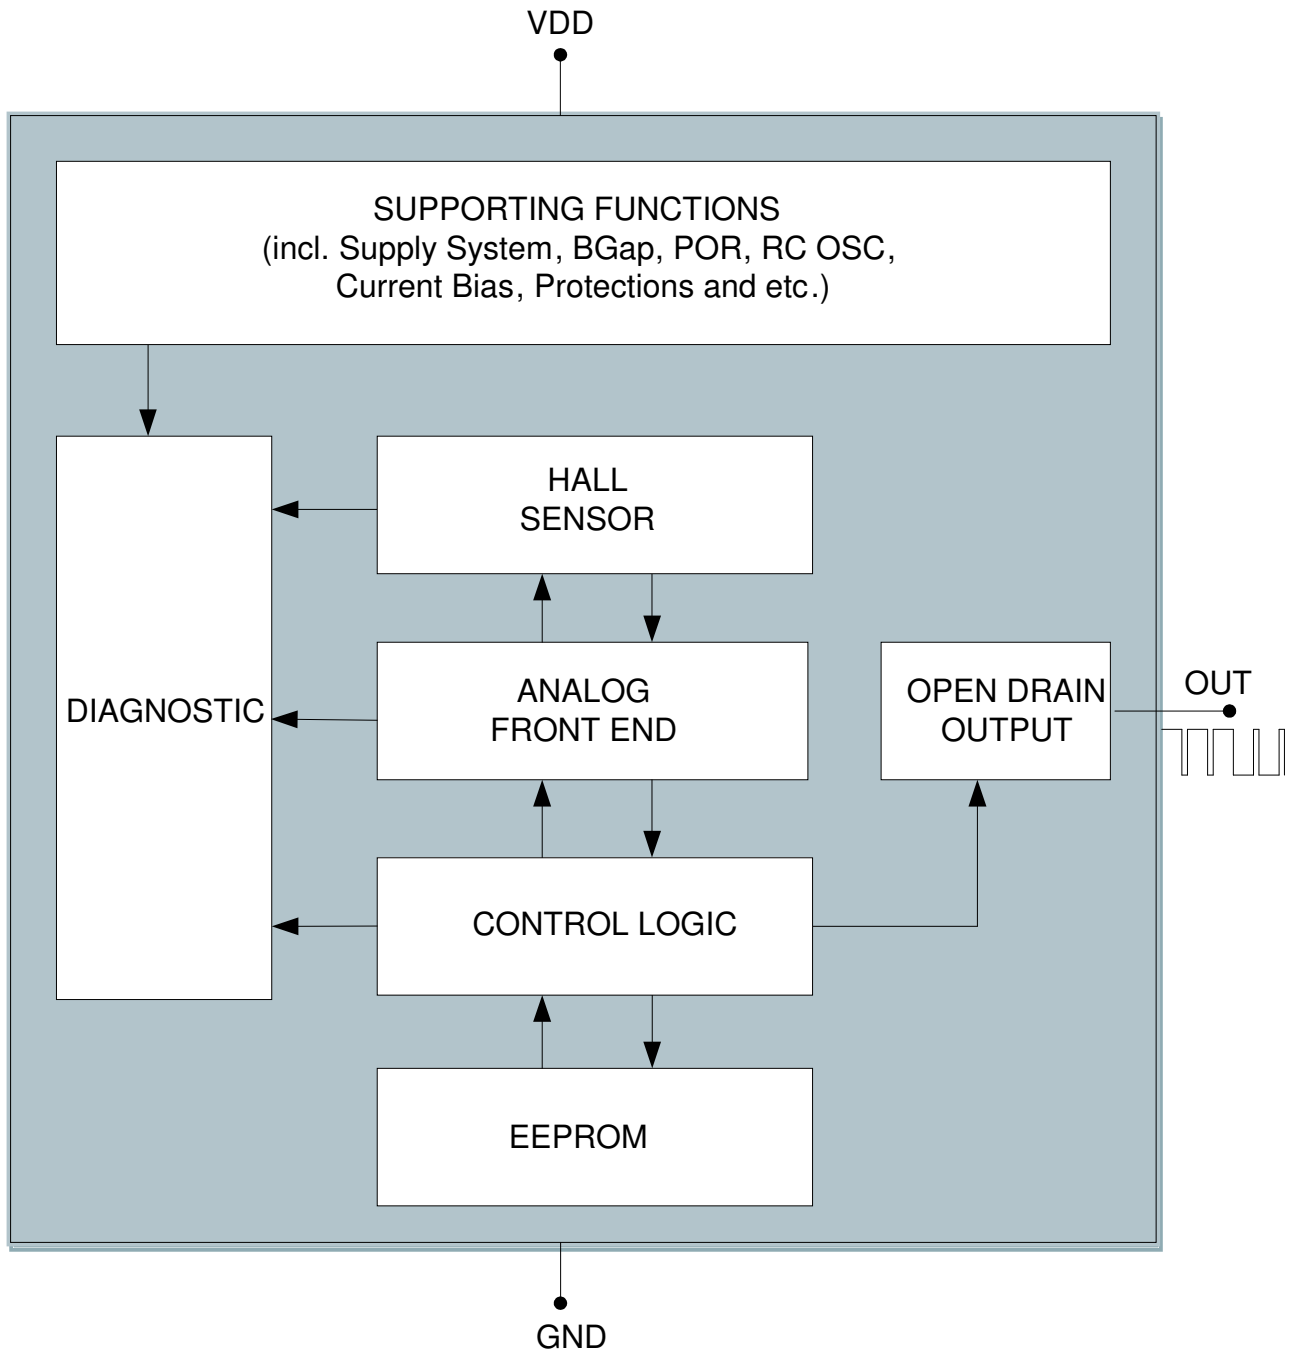 VDD
SUPPORTING FUNCTIONS
(incl. Supply System, BGap, POR, RC OSC,
Current Bias, Protections and etc.)
HALL
SENSOR
DIAGNOSTIC
ANALOG
FRONT END
OPEN DRAIN
OUTPUT
OUT
CONTROL LOGIC
EEPROM
GND